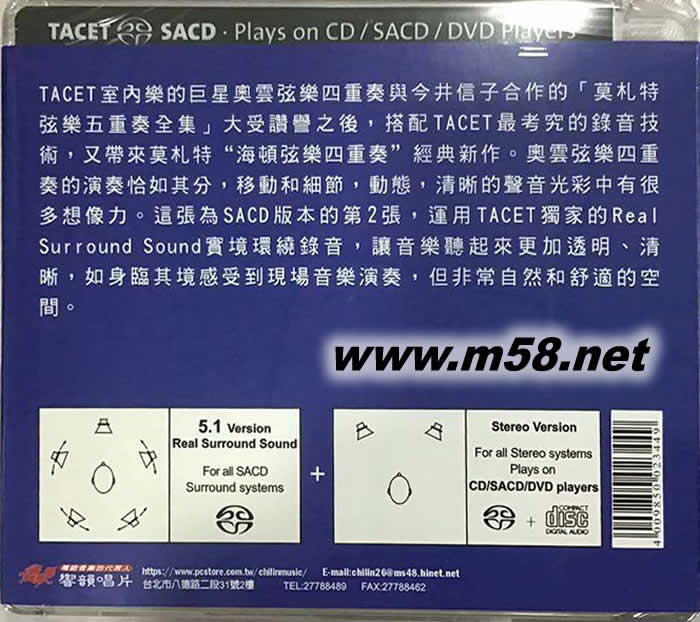 TACET SACD · Plays on CD / SACD / DVD Players
TACET室內樂的巨星奧雲弦樂四重奏與今井信子合作的「莫札特
弦樂五重奏全集」大受讚譽之後，搭配TACET最考究的錄音技
術，又帶來莫札特“海頓弦樂四重奏”經典新作。奧雲弦樂四重
奏的演奏恰如其分，移動和細節，動態，清晰的聲音光彩中有很
多想像力。這張為SACD版本的第2張，運用TACET獨家的Real
Surround Sound實境環繞錄音，讓音樂聽起來更加透明、清
晰，如身臨其境感受到現場音樂演奏，但非常自然和舒適的空
間。
www.m58.net
5.1 Version
Real Surround Sound
For all SACD
Surround systems
+
Stereo Version
For all Stereo systems
Plays on
CD/SACD/DVD players
+
COMPACT
disc
DIGITAL AUDIO
4 009850 023449
響韻唱片
https://www.pcstore.com.tw/chilinmusic/ E-mail:chilin26@ms48.hinet.net
台北市八德路二段31號2樓 TEL:27788489 FAX:27788462